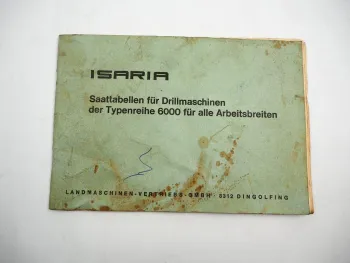 ISARIA
Saattabellen für Drillmaschinen
der Typenreihe 6000 für alle Arbeitsbreiten
LANDMASCHINEN-VERTRIEBS-GMBH · 8312 DINGOLFING